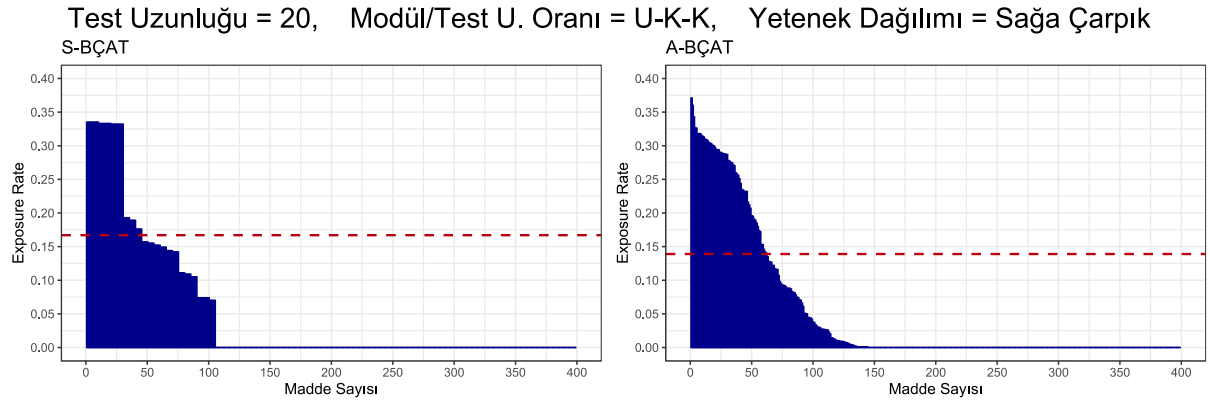 Test Uzunluğu = 20, Modül/Test U. Oranı = U-K-K, Yetenek Dağılımı = Sağa Çarpık
S-BÇAT
0.40
0.35
0.30
0.25
0.20
0.15
0.10
0.05
0.00
Exposure Rate
0 50 100 150 200 250 300 350 400
Madde Sayısı
A-BÇAT
0.40
0.35
0.30
0.25
0.20
0.15
0.10
0.05
0.00
Exposure Rate
0 50 100 150 200 250 300 350 400
Madde Sayısı